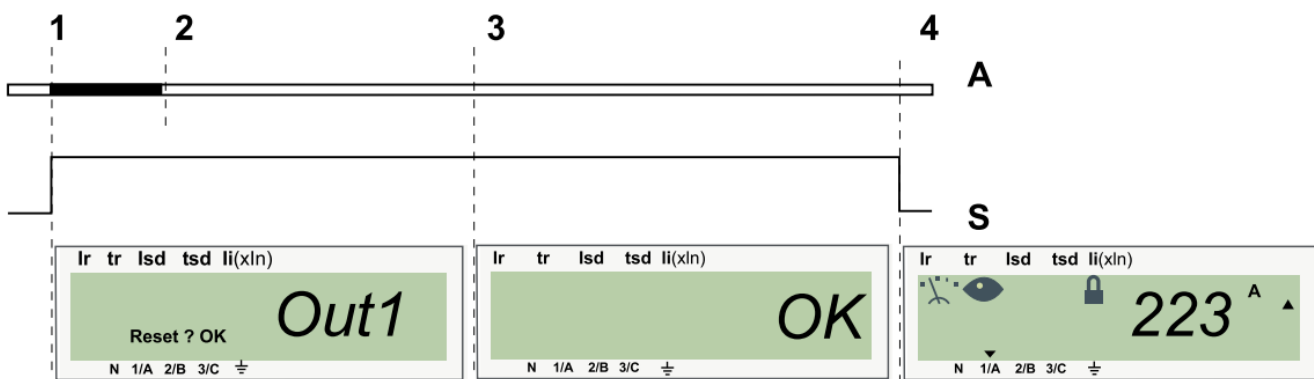 1 2 3 4
A
S
Ir tr Isd tsd Ii(xIn)
Reset ? OK Out1
N 1/A 2/B 3/C
Ir tr Isd tsd Ii(xIn)
OK
N 1/A 2/B 3/C
Ir tr Isd tsd Ii(xIn)
223 A
N 1/A 2/B 3/C